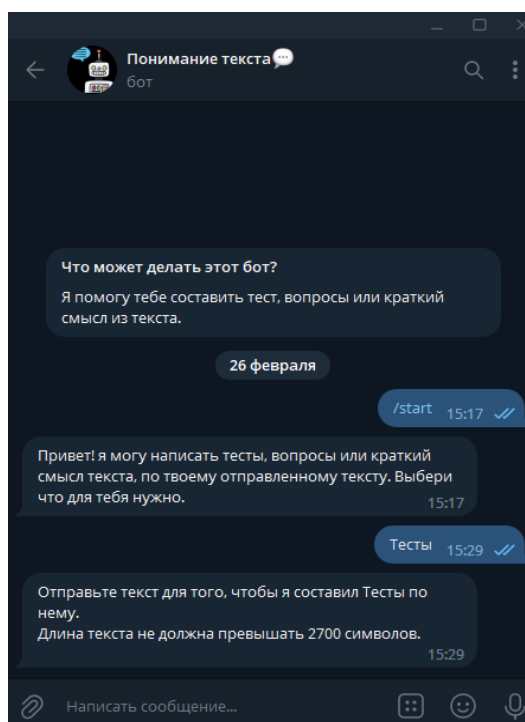 Понимание текста💬
бот
Что может делать этот бот?
Я помогу тебе составить тест, вопросы или краткий
смысл из текста.
26 февраля
/start 15:17
Привет! я могу написать тесты, вопросы или краткий
смысл текста, по твоему отправленному тексту. Выбери
что для тебя нужно.
15:17
Тесты 15:29
Отправьте текст для того, чтобы я составил Тесты по
нему.
Длина текста не должна превышать 2700 символов.
15:29
Написать сообщение...